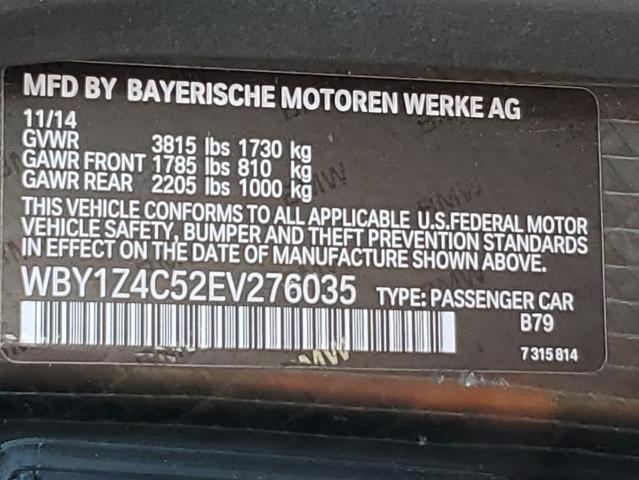 MFD BY BAYERISCHE MOTOREN WERKE AG
11/14
GVWR 3815 lbs 1730 kg
GAWR FRONT 1785 lbs 810 kg
GAWR REAR 2205 lbs 1000 kg
THIS VEHICLE CONFORMS TO ALL APPLICABLE U.S.FEDERAL MOTOR
VEHICLE SAFETY, BUMPER AND THEFT PREVENTION STANDARDS
IN EFFECT ON THE DATE OF MANUFACTURE SHOWN ABOVE.
WBY1Z4C52EV276035 TYPE: PASSENGER CAR
B79
7 315 814
BMW
BMW
BMW